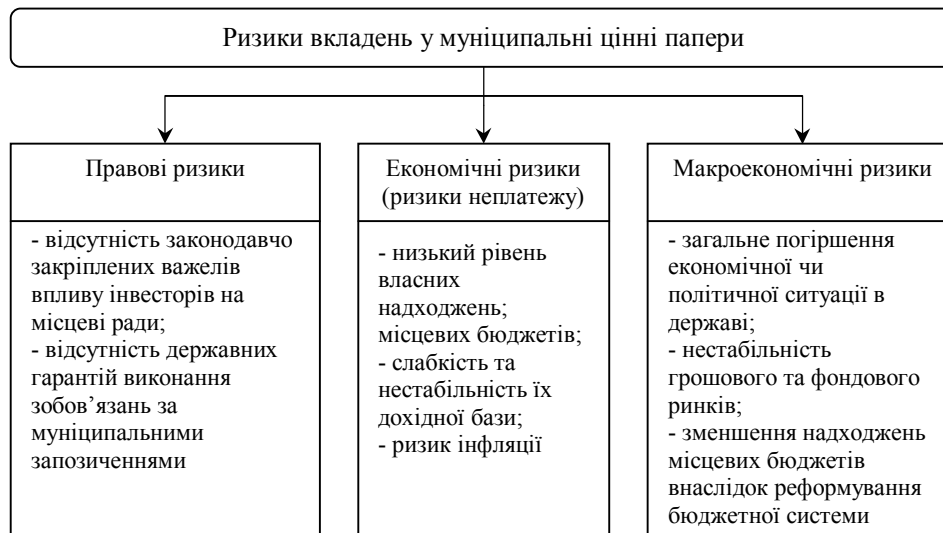 Ризики вкладень у муніципальні цінні папери
Правові ризики
- відсутність законодавчо
закріплених важелів
впливу інвесторів на
місцеві ради;
- відсутність державних
гарантій виконання
зобов’язань за
муніципальними
запозиченнями
Економічні ризики
(ризики неплатежу)
- низький рівень
власних
надходжень;
місцевих бюджетів;
- слабкість та
нестабільність їх
дохідної бази;
- ризик інфляції
Макроекономічні ризики
- загальне погіршення
економічної чи
політичної ситуації в
державі;
- нестабільність
грошового та фондового
ринків;
- зменшення надходжень
місцевих бюджетів
внаслідок реформування
бюджетної системи